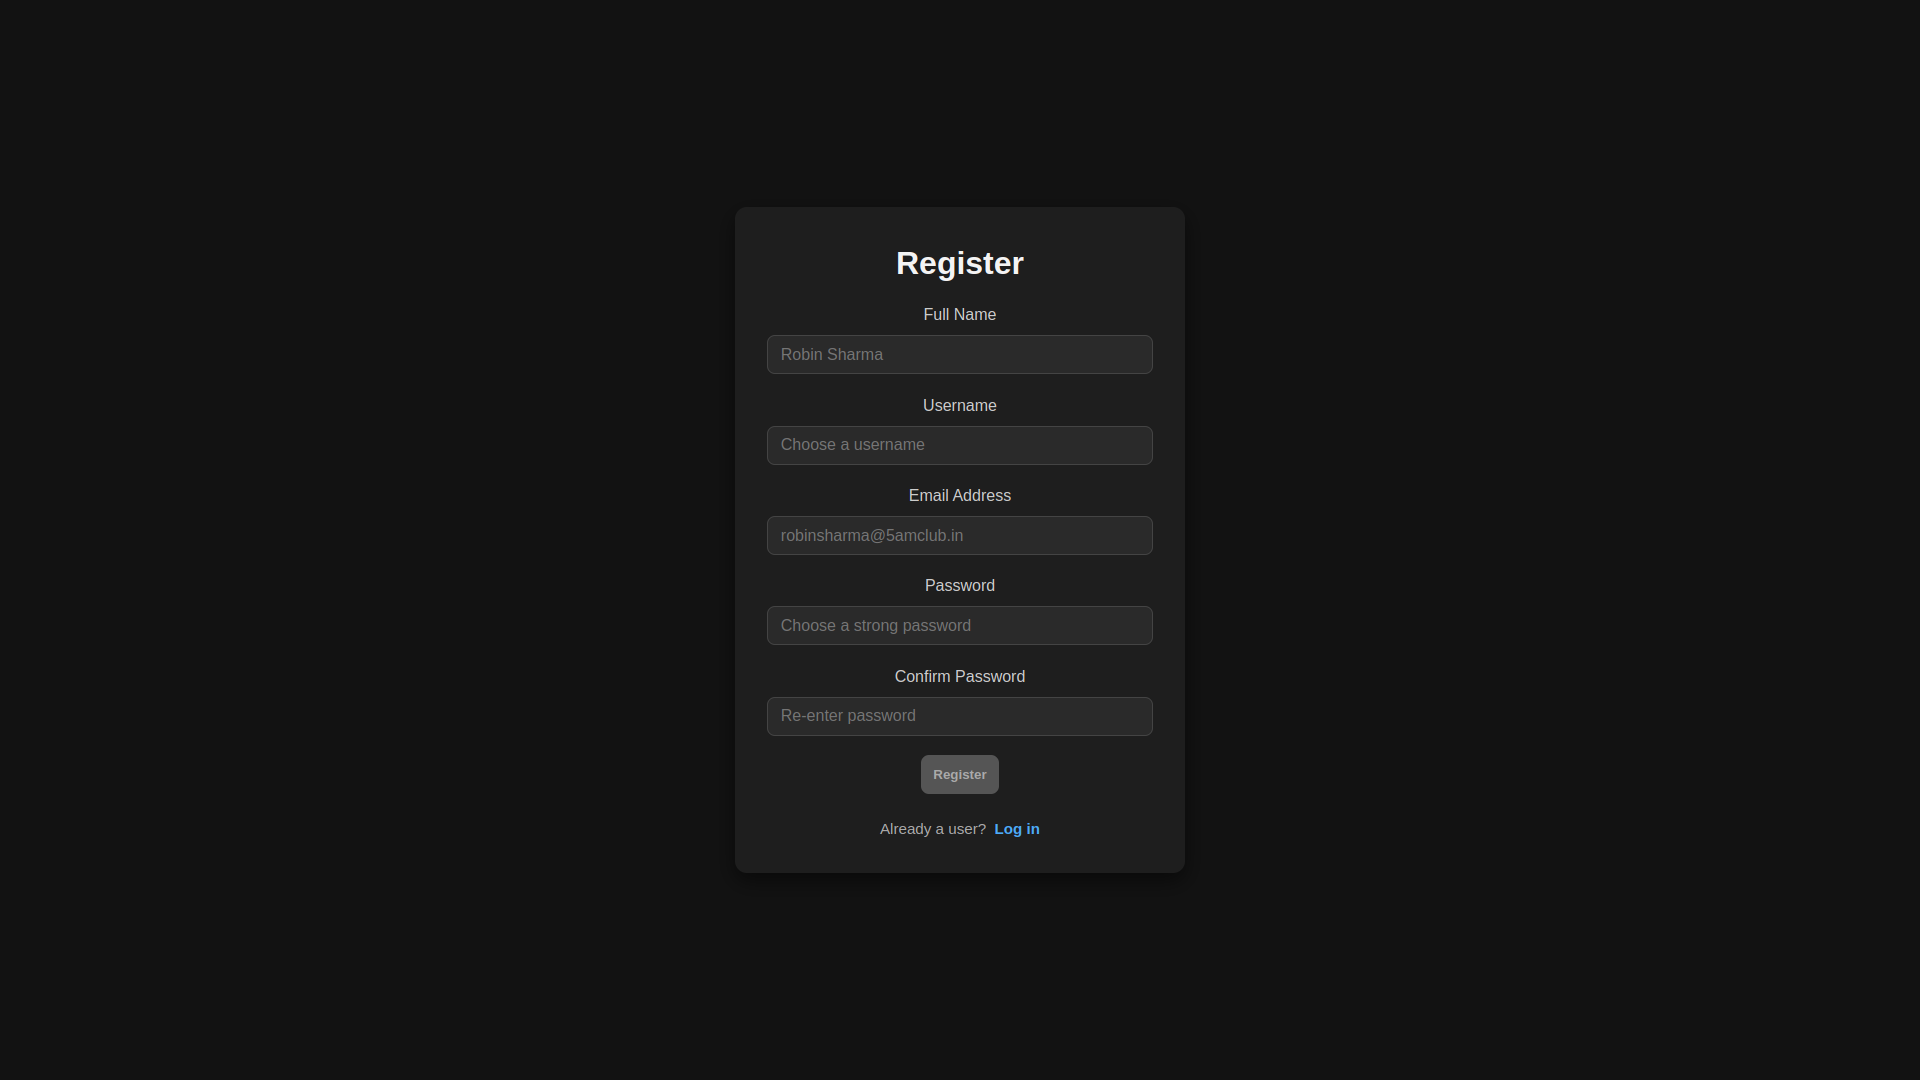 Register
Full Name
Robin Sharma
Username
Choose a username
Email Address
robinsharma@5amclub.in
Password
Choose a strong password
Confirm Password
Re-enter password
Register
Already a user? Log in